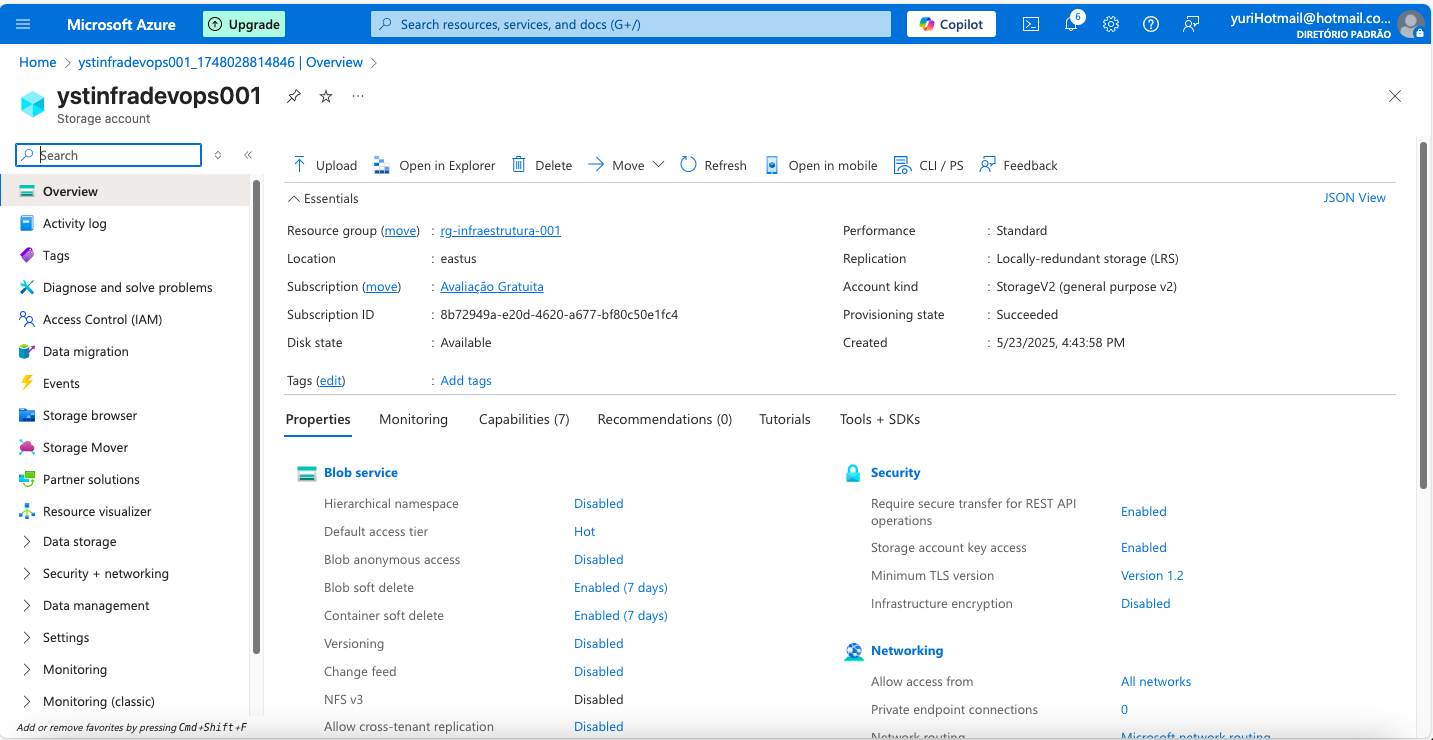 Microsoft Azure
Upgrade
Search resources, services, and docs (G+/)
Copilot
6
yuriHotmail@hotmail.co...
DIRETÓRIO PADRÃO
Home > ystinfradevops001_1748028814846 | Overview >
ystinfradevops001
Storage account
Search
Overview
Activity log
Tags
Diagnose and solve problems
Access Control (IAM)
Data migration
Events
Storage browser
Storage Mover
Partner solutions
Resource visualizer
Data storage
Security + networking
Data management
Settings
Monitoring
Monitoring (classic)
Add or remove favorites by pressing Cmd+Shift+F
Upload
Open in Explorer
Delete
Move
Refresh
Open in mobile
CLI / PS
Feedback
Essentials
JSON View
Resource group (move) : rg-infraestrutura-001
Location : eastus
Subscription (move) : Avaliação Gratuita
Subscription ID : 8b72949a-e20d-4620-a677-bf80c50e1fc4
Disk state : Available
Tags (edit) : Add tags
Performance : Standard
Replication : Locally-redundant storage (LRS)
Account kind : StorageV2 (general purpose v2)
Provisioning state : Succeeded
Created : 5/23/2025, 4:43:58 PM
Properties
Monitoring
Capabilities (7)
Recommendations (0)
Tutorials
Tools + SDKs
Blob service
Hierarchical namespace Disabled
Default access tier Hot
Blob anonymous access Disabled
Blob soft delete Enabled (7 days)
Container soft delete Enabled (7 days)
Versioning Disabled
Change feed Disabled
NFS v3 Disabled
Allow cross-tenant replication Disabled
Security
Require secure transfer for REST API
operations Enabled
Storage account key access Enabled
Minimum TLS version Version 1.2
Infrastructure encryption Disabled
Networking
Allow access from All networks
Private endpoint connections 0
Network routing Microsoft network routing